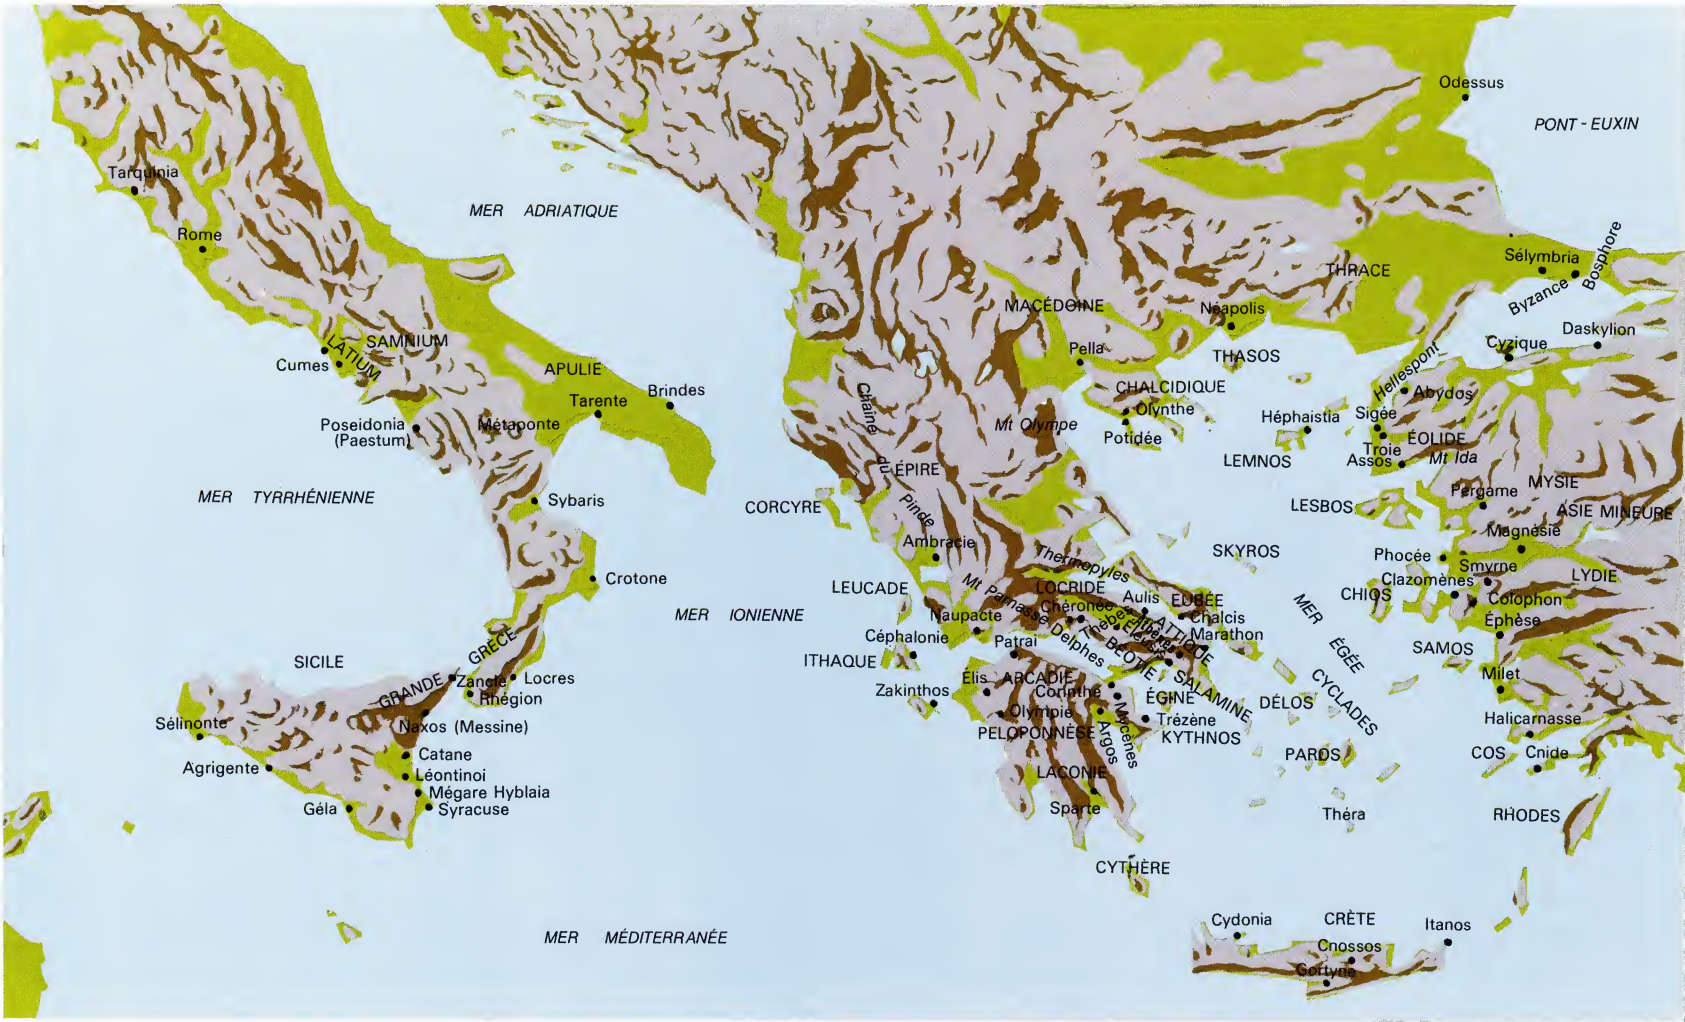 Odessus
PONT-EUXIN
Tarquinia
MER ADRIATIQUE
Rome
Bosphore
Sélymbria
THRACE
Byzance
MACÉDOINE
Néapolis
Daskylion
SAMNIUM
LATIUM
Cyzique
Pella
THASOS
Hellespont
Cumes
APULIE
Brindes
Tarente
CHALCIDIQUE
Abydos
Chaine du Pinde
Olynthe
Héphaistia
Sigée
Poseidonia
(Paestum)
Métaponte
Mt Olympe
Potidée
ÉOLIDE
Troie
Assos
Mt Ida
LEMNOS
ÉPIRE
MYSIE
Pergame
MER TYRRHÉNIENNE
Sybaris
CORCYRE
LESBOS
ASIE MINEURE
Magnésie
Ambracie
Thermopyles
SKYROS
Phocée
Smyrne
Crotone
LEUCADE
Mt Parnasse
LOCRIDE
Clazomènes
LYDIE
CHIOS
Colophon
Aulis
EUBÉE
Chéronée
MER IONIENNE
Naupacte
Thèbes
Athènes
Éleusis
ATTIQUE
Chalcis
Marathon
MER ÉGÉE
Éphèse
Céphalonie
Patrai
Delphes
BÉOTIE
ITHAQUE
SICILE
GRANDE GRÈCE
SAMOS
Zancle
Locres
Rhégion
Élis
ARCADIE
Milet
Zakinthos
Corinthe
ÉGINE
SALAMINE
DÉLOS
CYCLADES
Sélinonte
Naxos (Messine)
Olympie
Mycènes
Trézène
Halicarnasse
PELOPONNÈSE
Argos
KYTHNOS
Catane
PAROS
COS
Cnide
Agrigente
Léontinoi
LACONIE
Mégare Hyblaia
Géla
Syracuse
Sparte
Théra
RHODES
CYTHÈRE
Cydonia
CRÈTE
Itanos
MER MÉDITERRANÉE
Cnossos
Gortyne